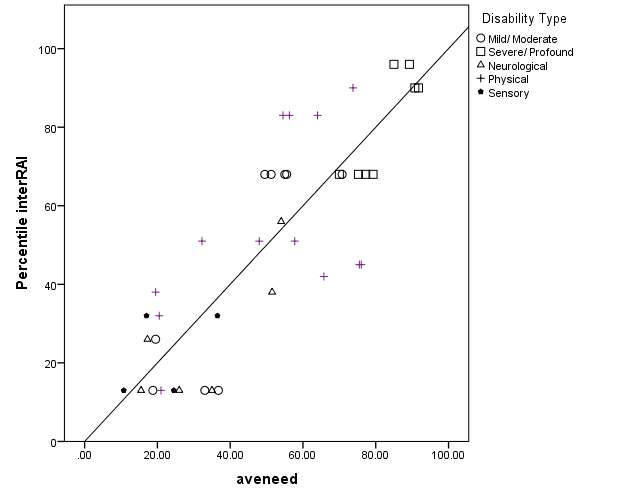 Disability Type
Mild/ Moderate
Severe/ Profound
Neurological
Physical
Sensory
Percentile interRAI
100
80
60
40
20
0
.00 20.00 40.00 60.00 80.00 100.00
aveneed